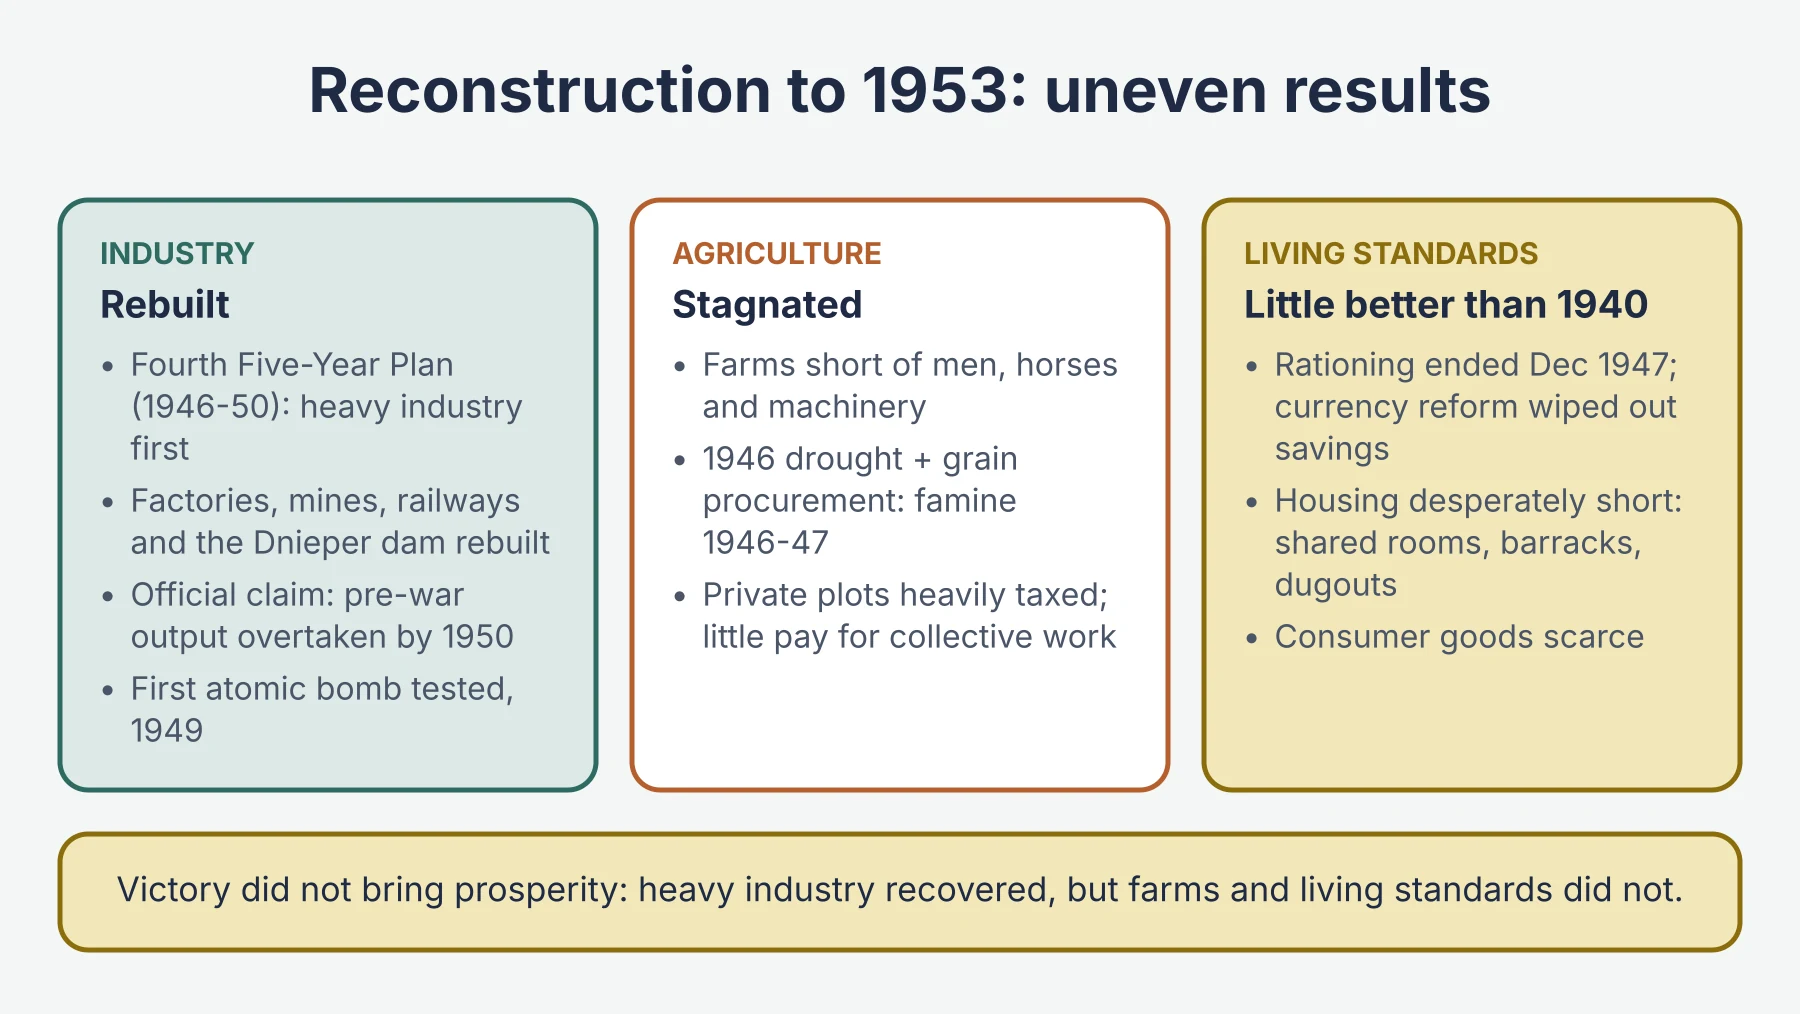 Reconstruction to 1953: uneven results
INDUSTRY
Rebuilt
• Fourth Five-Year Plan
(1946-50): heavy industry
first
• Factories, mines, railways
and the Dnieper dam rebuilt
• Official claim: pre-war
output overtaken by 1950
• First atomic bomb tested,
1949
AGRICULTURE
Stagnated
• Farms short of men, horses
and machinery
• 1946 drought + grain
procurement: famine
1946-47
• Private plots heavily taxed;
little pay for collective work
LIVING STANDARDS
Little better than 1940
• Rationing ended Dec 1947;
currency reform wiped out
savings
• Housing desperately short:
shared rooms, barracks,
dugouts
• Consumer goods scarce
Victory did not bring prosperity: heavy industry recovered, but farms and living standards did not.